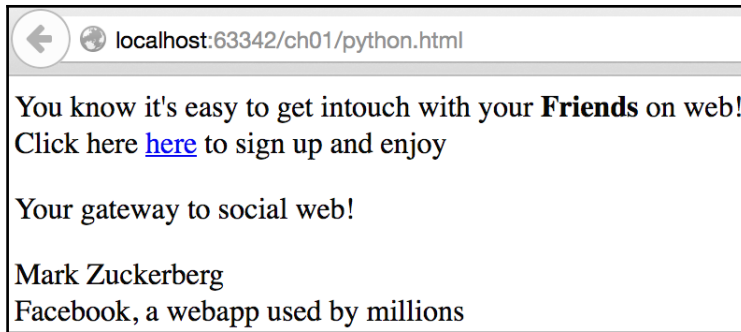 localhost:63342/ch01/python.html
You know it's easy to get intouch with your Friends on web!
Click here here to sign up and enjoy
Your gateway to social web!
Mark Zuckerberg
Facebook, a webapp used by millions